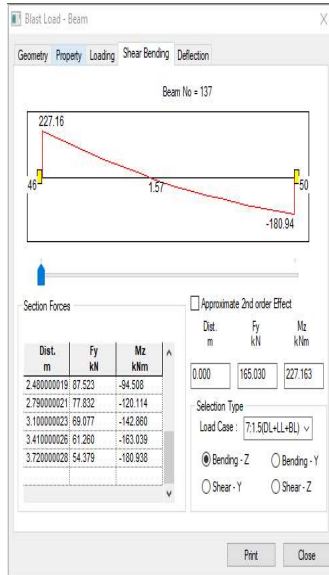 Blast Load - Beam
Geometry Property Loading Shear Bending Deflection
Beam No = 137
227.16
46 1.57 50
-180.94
Section Forces
Dist. m Fy kN Mz kNm
2.480000019 87.523 -94.508
2.790000021 77.832 -120.114
3.100000023 69.077 -142.860
3.410000026 61.260 -163.039
3.720000028 54.379 -180.938
Approximate 2nd order Effect
Dist. m Fy kN Mz kNm
0.000 165.030 227.163
Selection Type
Load Case : 7:1.5(DL+LL+BL)
Bending - Z Bending - Y
Shear - Y Shear - Z
Print Close